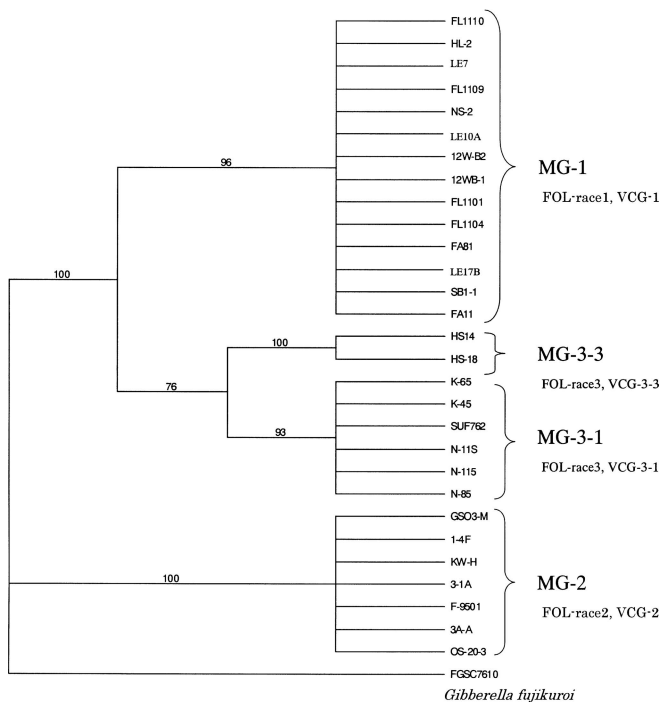 FL1110
HL-2
LE7
FL1109
NS-2
LE10A
96
12W-B2
MG-1
12WB-1
FOL-race1, VCG-1
FL1101
FL1104
FA81
LE17B
100
SB1-1
FA11
HS14
100
MG-3-3
HS-18
K-65
FOL-race3, VCG-3-3
76
K-45
SUF762
93
MG-3-1
N-11S
FOL-race3, VCG-3-1
N-115
N-85
GSO3-M
1-4F
KW-H
100
3-1A
MG-2
F-9501
FOL-race2, VCG-2
3A-A
OS-20-3
FGSC7610
Gibberella fujikuroi